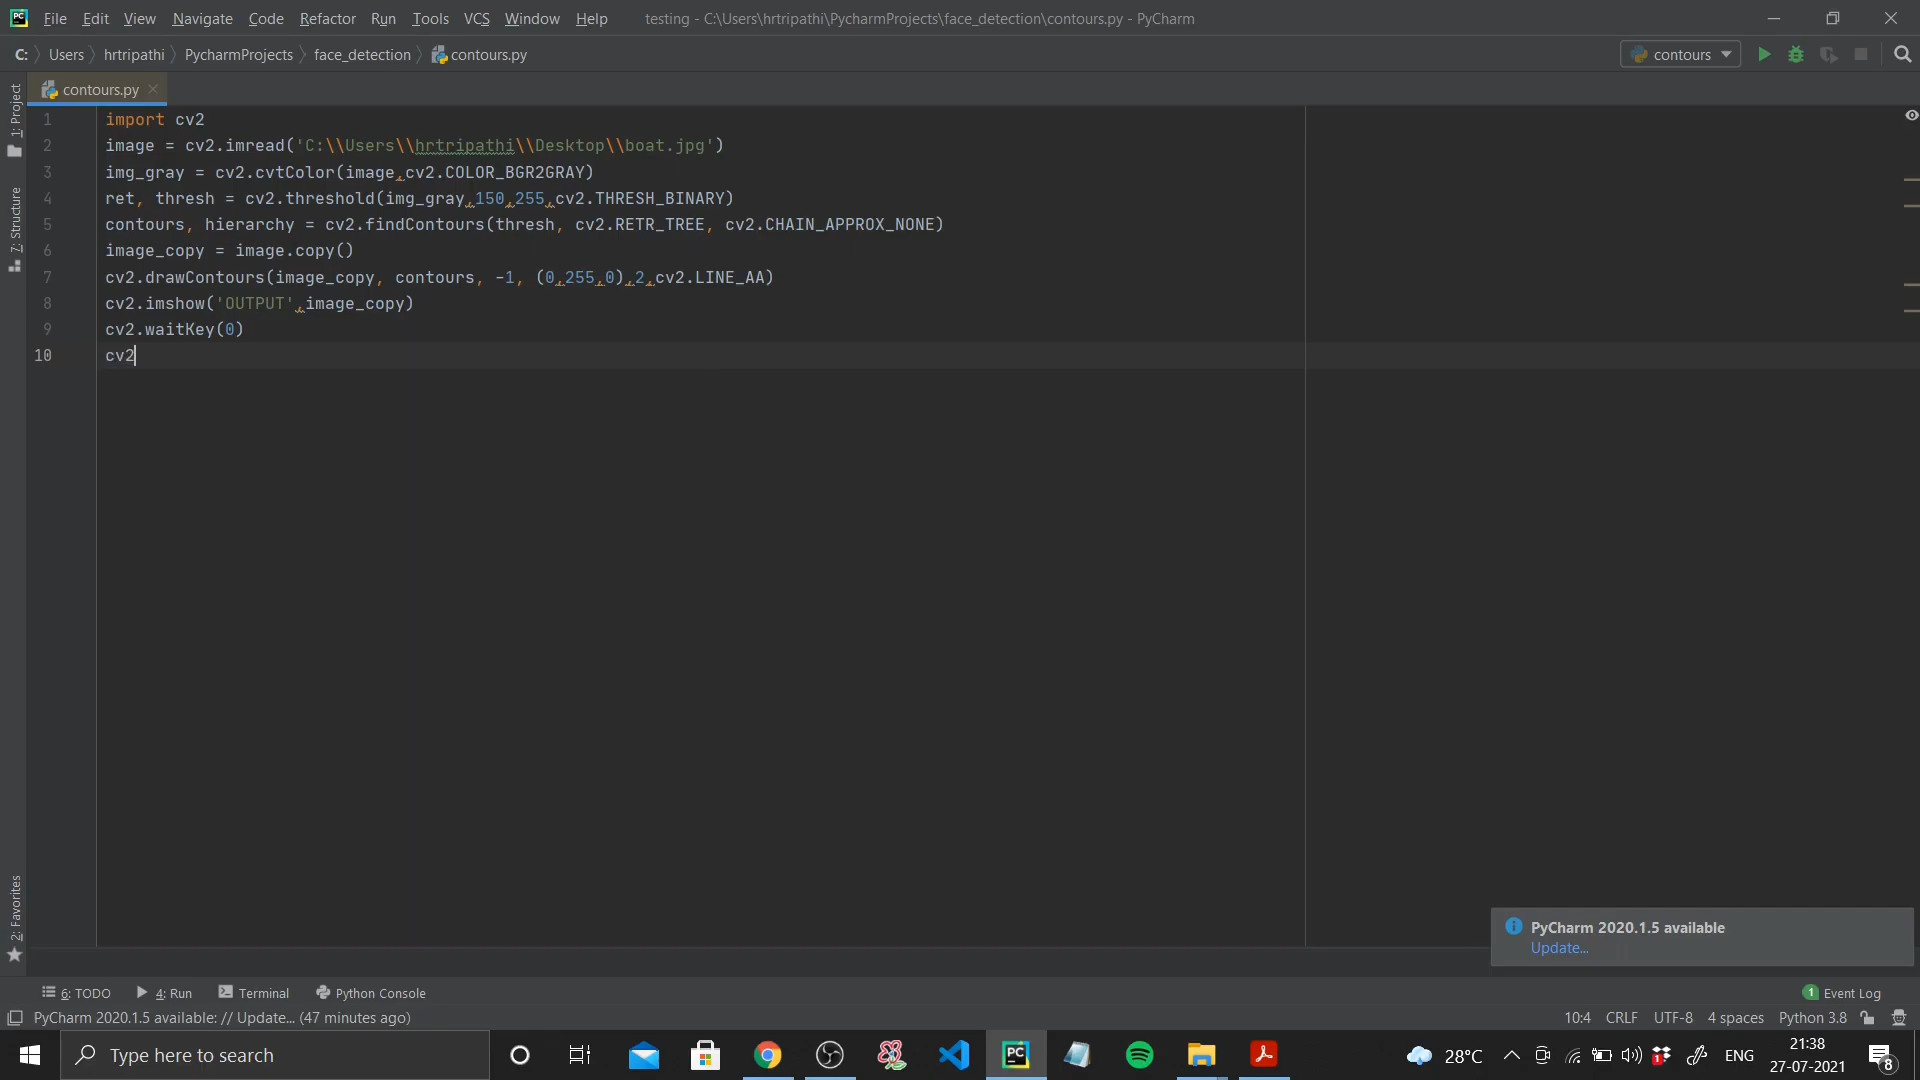 File Edit View Navigate Code Refactor Run Tools VCS Window Help testing - C:\Users\hrtripathi\PycharmProjects\face_detection\contours.py - PyCharm
C: Users hrtripathi PycharmProjects face_detection contours.py contours
contours.py
1: Project
7: Structure
2: Favorites
1 import cv2
2 image = cv2.imread('C:\\Users\\hrtripathi\\Desktop\\boat.jpg')
3 img_gray = cv2.cvtColor(image,cv2.COLOR_BGR2GRAY)
4 ret, thresh = cv2.threshold(img_gray,150,255,cv2.THRESH_BINARY)
5 contours, hierarchy = cv2.findContours(thresh, cv2.RETR_TREE, cv2.CHAIN_APPROX_NONE)
6 image_copy = image.copy()
7 cv2.drawContours(image_copy, contours, -1, (0,255,0),2,cv2.LINE_AA)
8 cv2.imshow('OUTPUT',image_copy)
9 cv2.waitKey(0)
10 cv2
PyCharm 2020.1.5 available
Update...
6: TODO 4: Run Terminal Python Console 1 Event Log
PyCharm 2020.1.5 available: // Update... (47 minutes ago) 10:4 CRLF UTF-8 4 spaces Python 3.8
Type here to search PC 28°C 1 ENG 21:38
27-07-2021 8